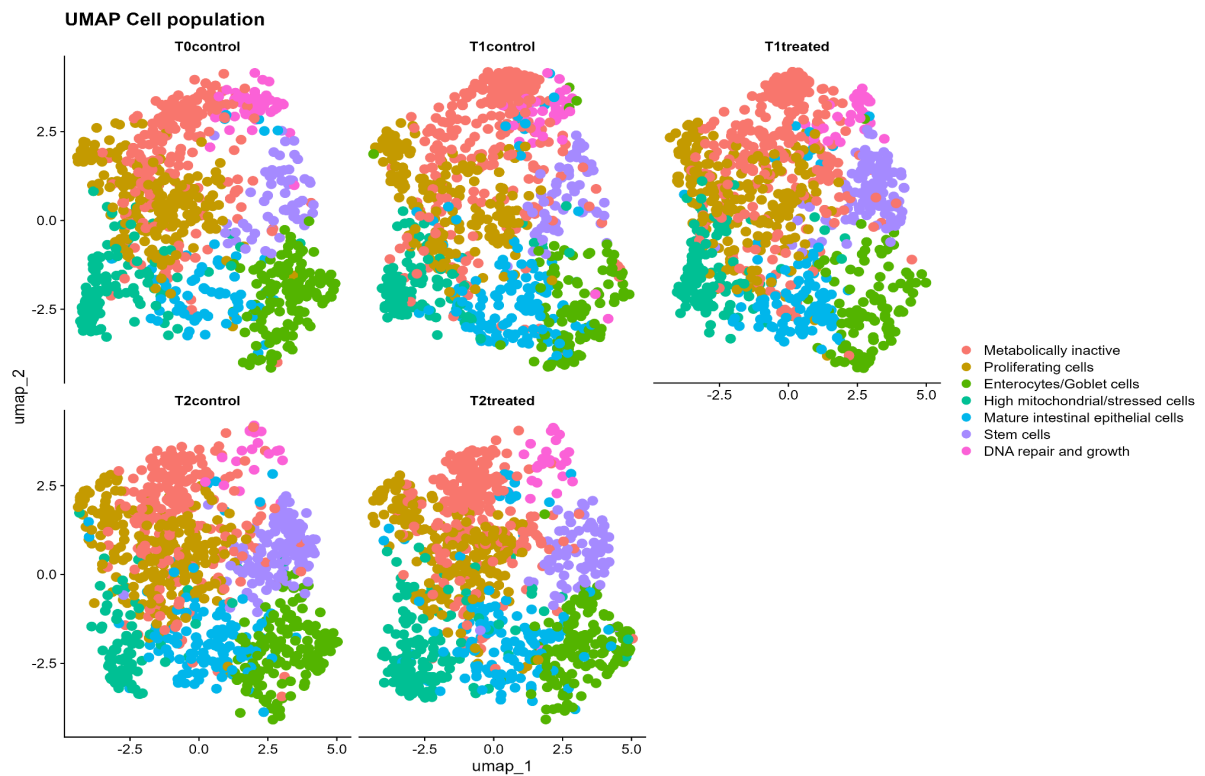 UMAP Cell population
T0control
T1control
T1treated
2.5
0.0
-2.5
-2.5
0.0
2.5
5.0
umap_2
T2control
T2treated
2.5
0.0
-2.5
-2.5
0.0
2.5
5.0
-2.5
0.0
2.5
5.0
umap_1
Metabolically inactive
Proliferating cells
Enterocytes/Goblet cells
High mitochondrial/stressed cells
Mature intestinal epithelial cells
Stem cells
DNA repair and growth